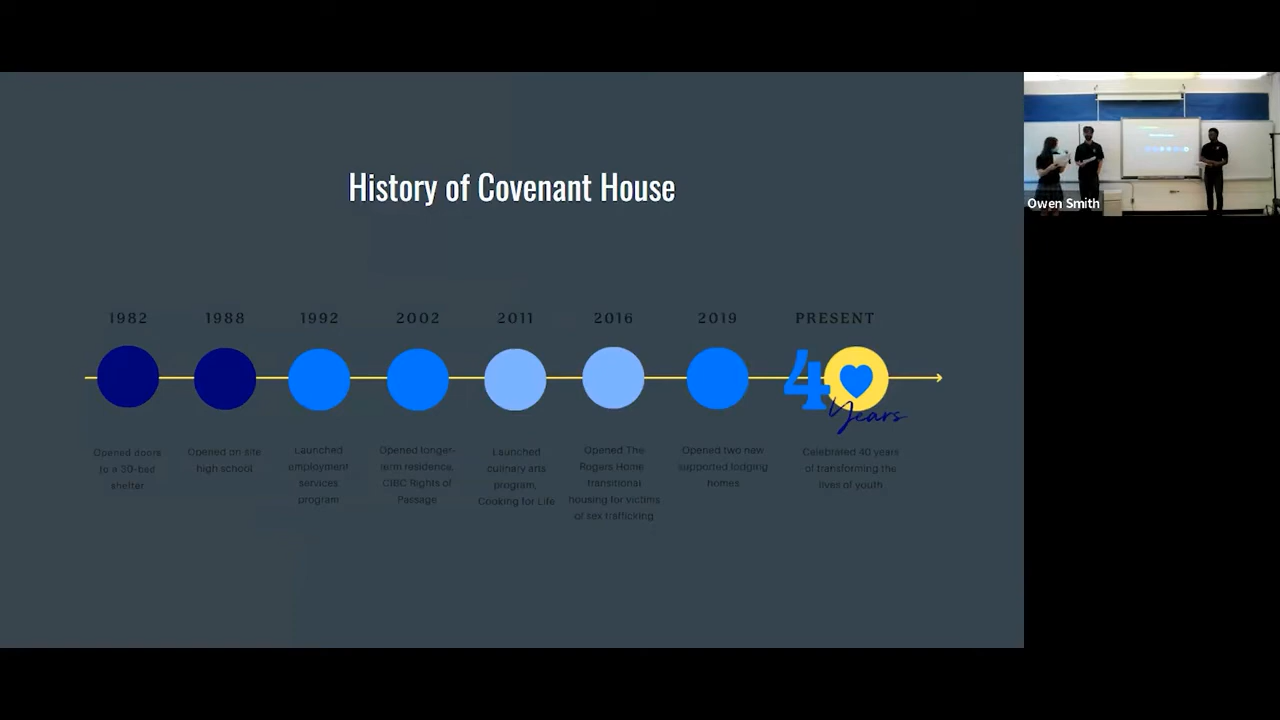 History of Covenant House
Owen Smith
1982
1988
1992
2002
2011
2016
2019
PRESENT
40
Years
Opened doors
to a 30-bed
shelter
Opened on site
high school
Launched
employment
services
program
Opened longer-
term residence,
CIBC Rights of
Passage
Launched
culinary arts
program,
Cooking for Life
Opened The
Rogers Home
transitional
housing for victims
of sex trafficking
Opened two new
supported lodging
homes
Celebrated 40 years
of transforming the
lives of youth